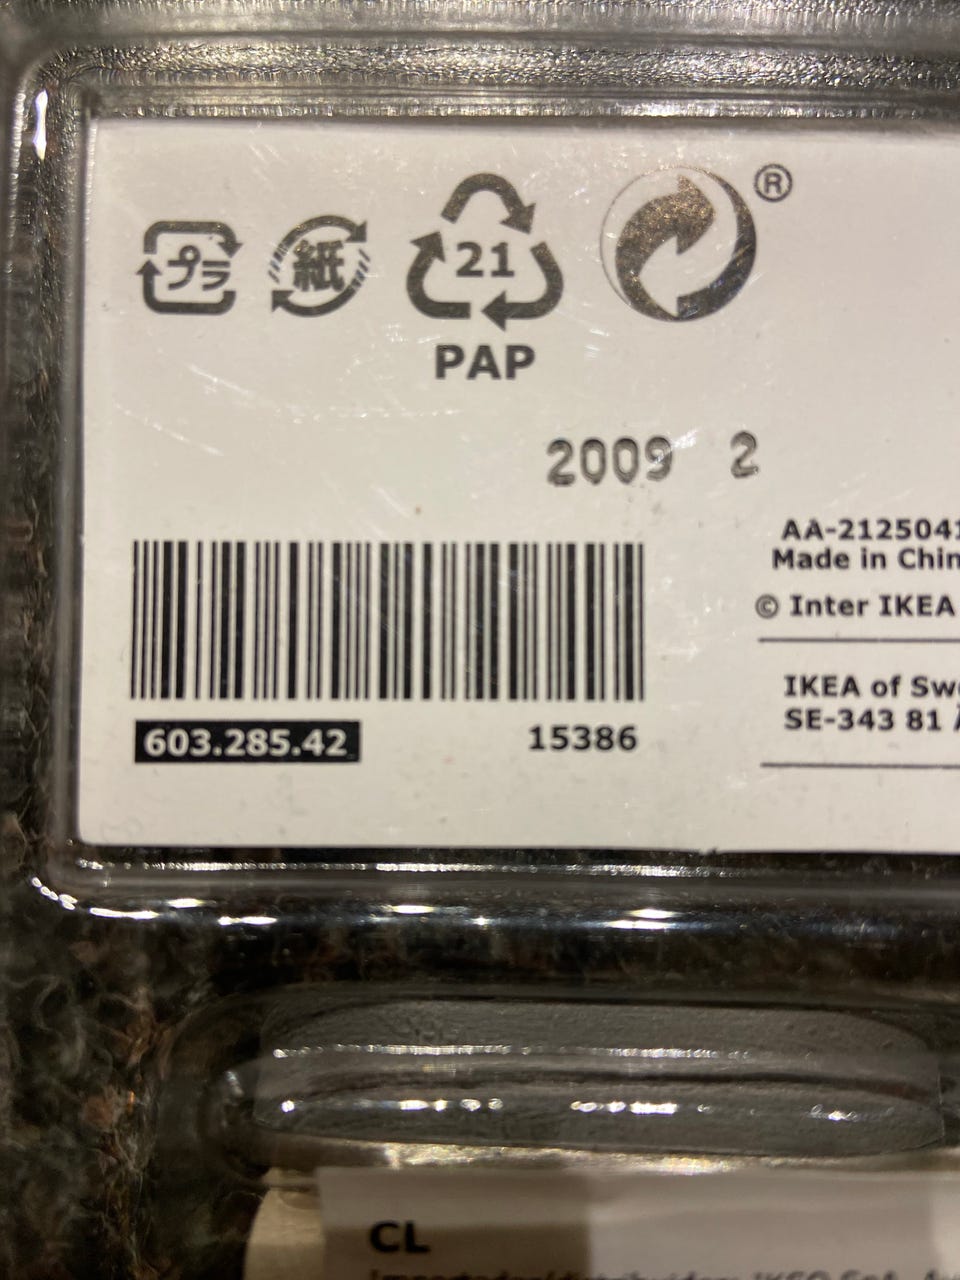 プラ 紙 21 ®
PAP
2009 2
AA-2125041
Made in Chin
© Inter IKEA
IKEA of Swe
SE-343 81
603.285.42 15386
CL